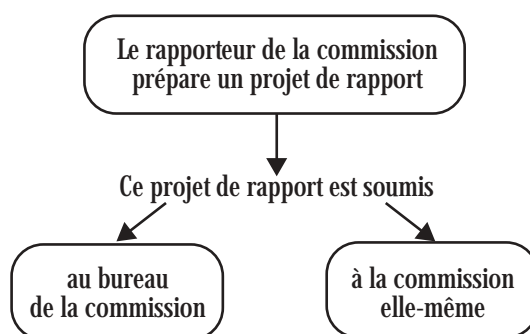 Le rapporteur de la commission
prépare un projet de rapport
Ce projet de rapport est soumis
au bureau
de la commission
à la commission
elle-même